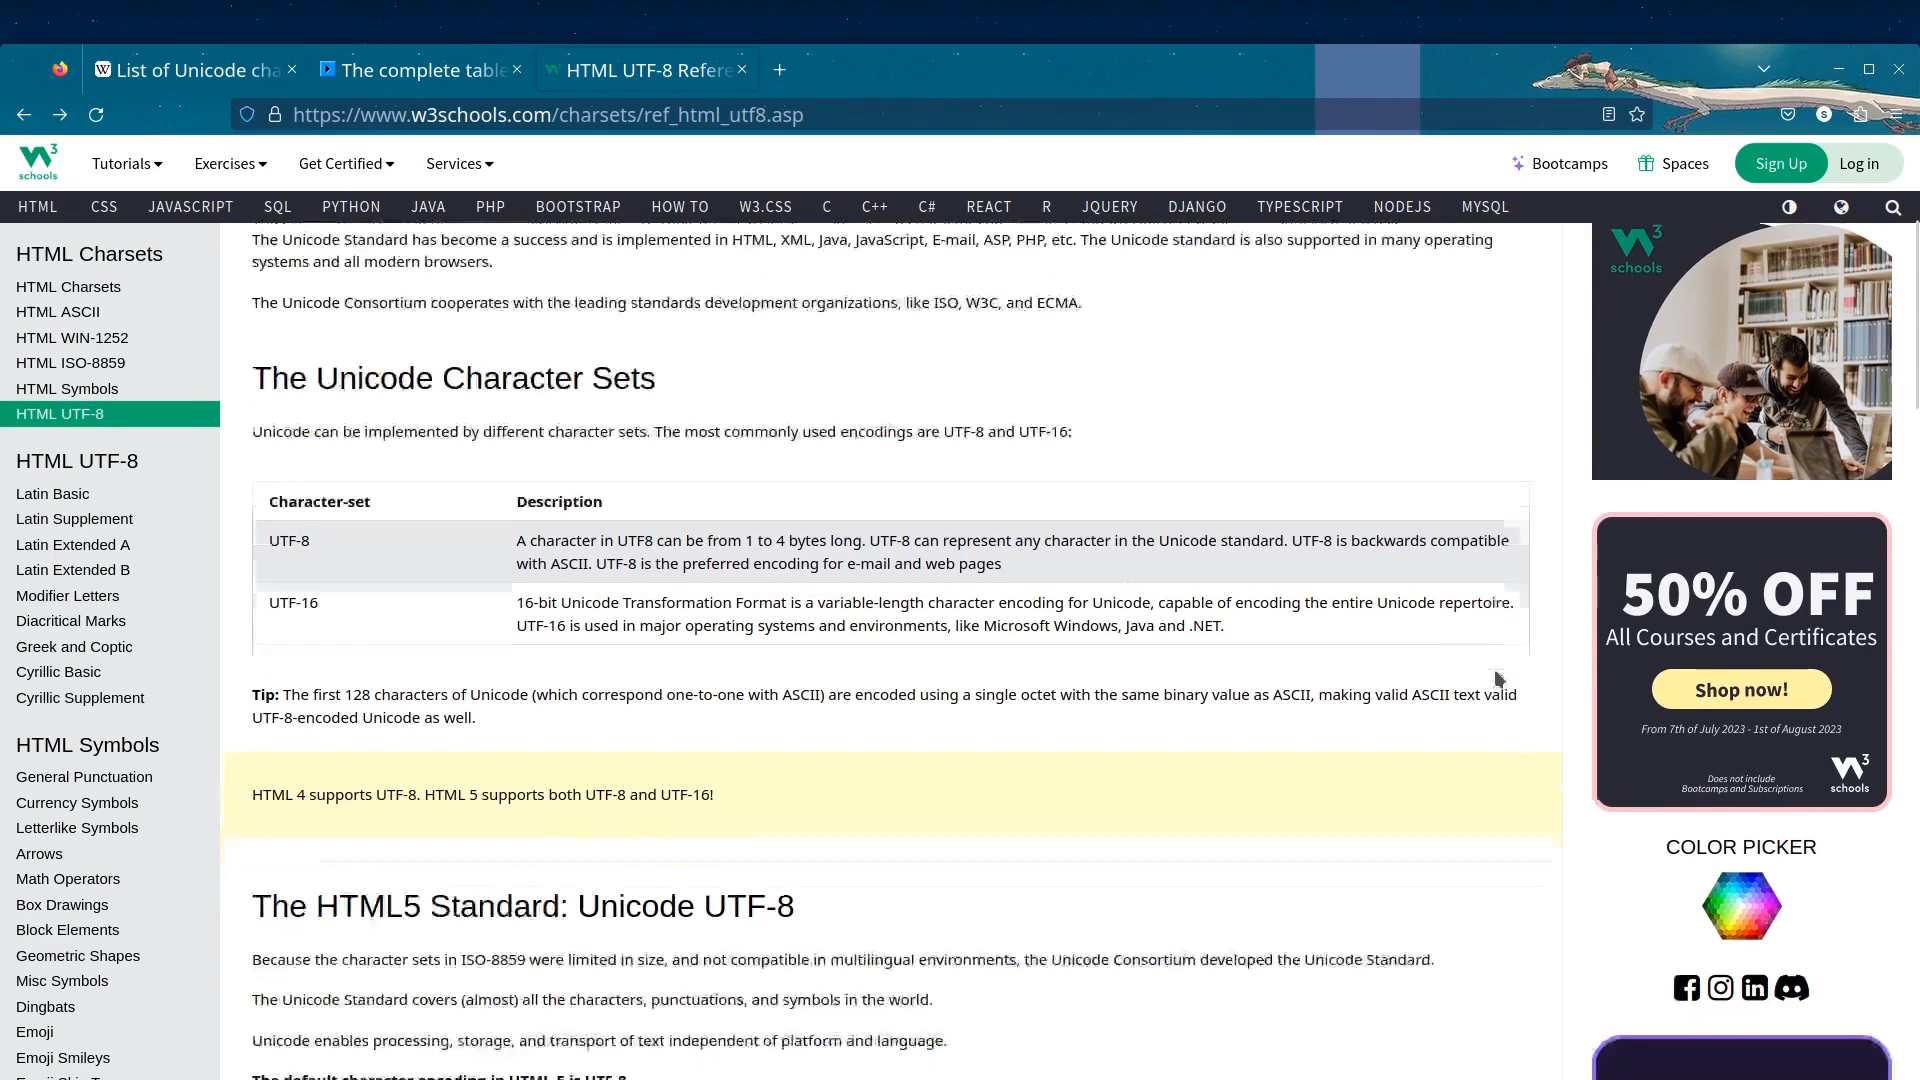 List of Unicode cha
The complete table
HTML UTF-8 Refere
https://www.w3schools.com/charsets/ref_html_utf8.asp
W3 schools
Tutorials
Exercises
Get Certified
Services
Bootcamps
Spaces
Sign Up
Log in
HTML CSS JAVASCRIPT SQL PYTHON JAVA PHP BOOTSTRAP HOW TO W3.CSS C C++ C# REACT R JQUERY DJANGO TYPESCRIPT NODEJS MYSQL
HTML Charsets
HTML Charsets
HTML ASCII
HTML WIN-1252
HTML ISO-8859
HTML Symbols
HTML UTF-8
HTML UTF-8
Latin Basic
Latin Supplement
Latin Extended A
Latin Extended B
Modifier Letters
Diacritical Marks
Greek and Coptic
Cyrillic Basic
Cyrillic Supplement
HTML Symbols
General Punctuation
Currency Symbols
Letterlike Symbols
Arrows
Math Operators
Box Drawings
Block Elements
Geometric Shapes
Misc Symbols
Dingbats
Emoji
Emoji Smileys
The Unicode Standard has become a success and is implemented in HTML, XML, Java, JavaScript, E-mail, ASP, PHP, etc. The Unicode standard is also supported in many operating
systems and all modern browsers.
The Unicode Consortium cooperates with the leading standards development organizations, like ISO, W3C, and ECMA.
The Unicode Character Sets
Unicode can be implemented by different character sets. The most commonly used encodings are UTF-8 and UTF-16:
Character-set Description
UTF-8 A character in UTF8 can be from 1 to 4 bytes long. UTF-8 can represent any character in the Unicode standard. UTF-8 is backwards compatible
with ASCII. UTF-8 is the preferred encoding for e-mail and web pages
UTF-16 16-bit Unicode Transformation Format is a variable-length character encoding for Unicode, capable of encoding the entire Unicode repertoire.
UTF-16 is used in major operating systems and environments, like Microsoft Windows, Java and .NET.
Tip: The first 128 characters of Unicode (which correspond one-to-one with ASCII) are encoded using a single octet with the same binary value as ASCII, making valid ASCII text valid
UTF-8-encoded Unicode as well.
HTML 4 supports UTF-8. HTML 5 supports both UTF-8 and UTF-16!
The HTML5 Standard: Unicode UTF-8
Because the character sets in ISO-8859 were limited in size, and not compatible in multilingual environments, the Unicode Consortium developed the Unicode Standard.
The Unicode Standard covers (almost) all the characters, punctuations, and symbols in the world.
Unicode enables processing, storage, and transport of text independent of platform and language.
The default character encoding in HTML-5 is UTF-8
W3 schools
50% OFF
All Courses and Certificates
Shop now!
From 7th of July 2023 - 1st of August 2023
Does not include
Bootcamps and Subscriptions
W3 schools
COLOR PICKER